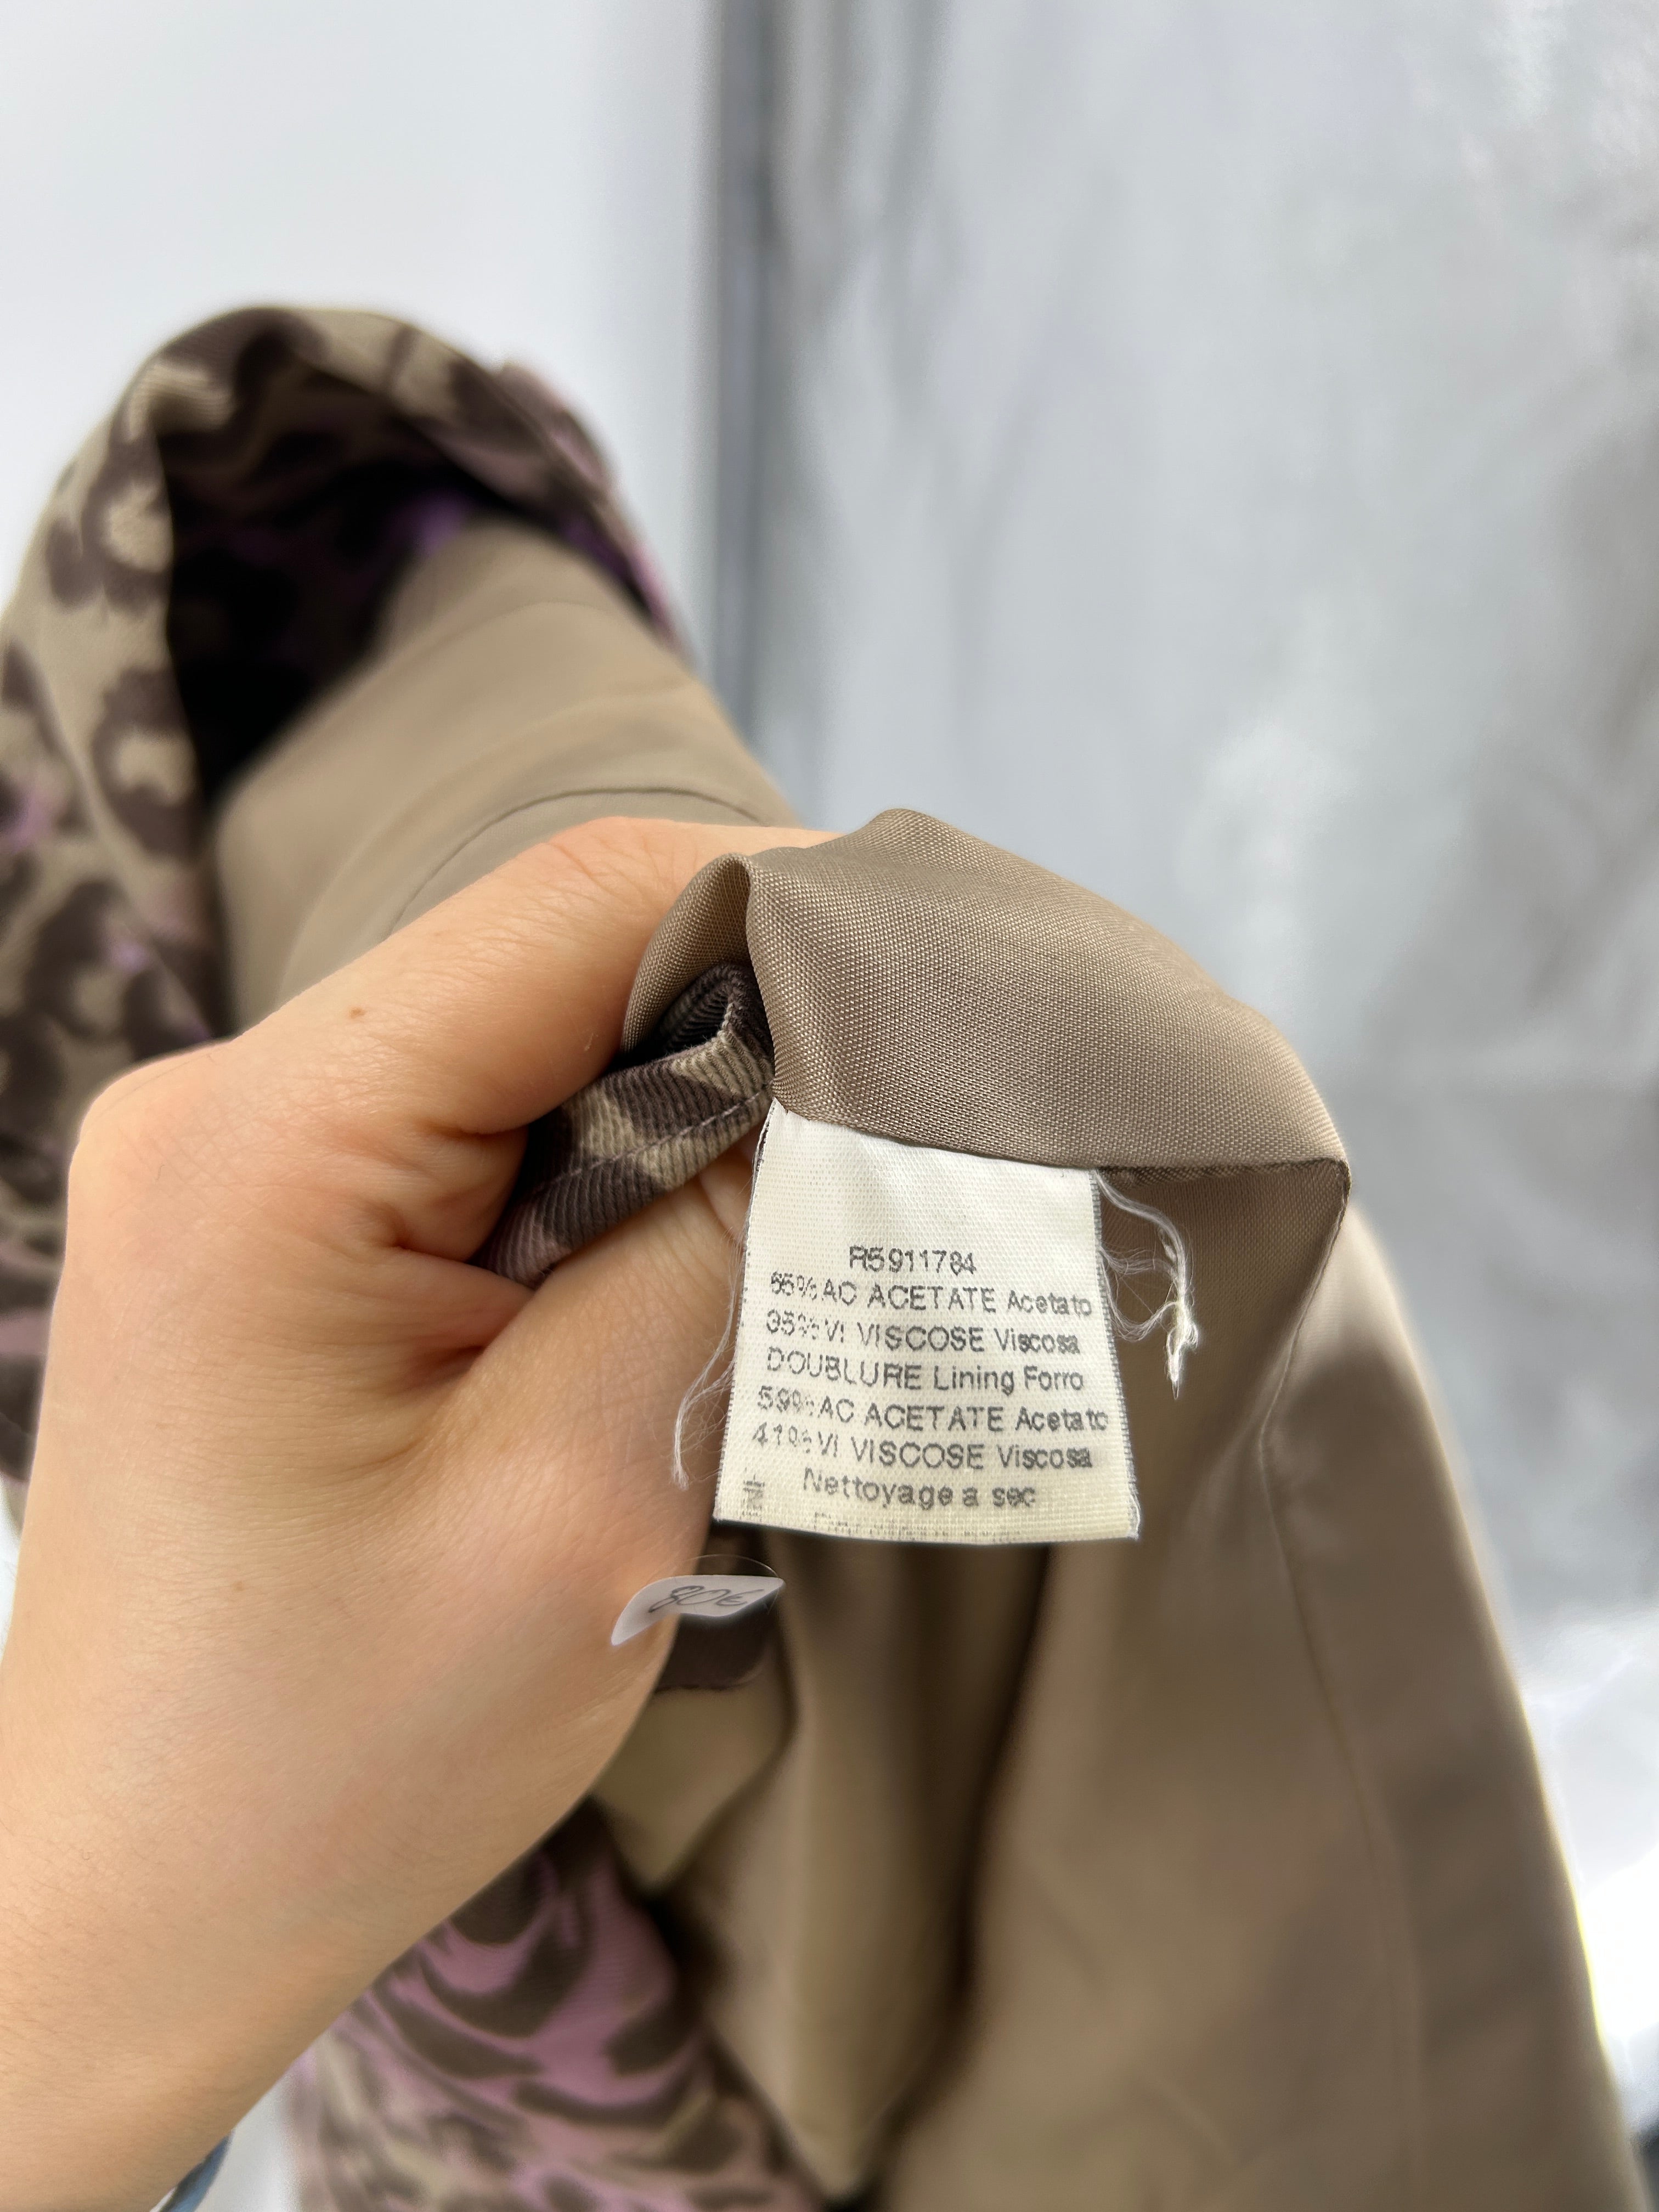 R5911784
65%AC ACETATE Acetato
35%VI VISCOSE Viscosa
DOUBLURE Lining Forro
59%AC ACETATE Acetato
41%VI VISCOSE Viscosa
Nettoyage a sec
80€